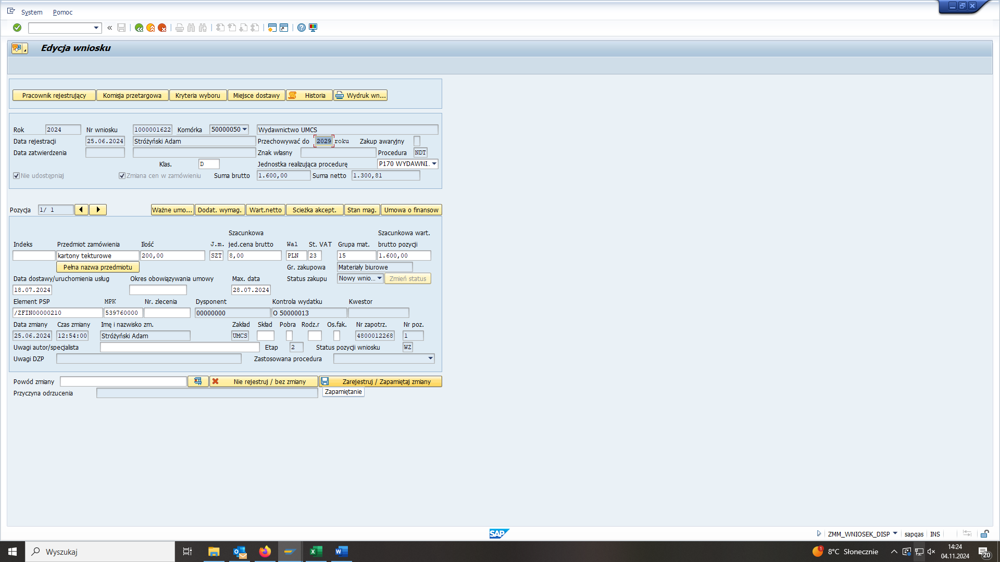 System Pomoc
Edycja wniosku
Pracownik rejestrujący Komisja przetargowa Kryteria wyboru Miejsce dostawy Historia Wydruk wn...
Rok 2024 Nr wniosku 1000001622 Komórka 50000050 Wydawnictwo UMCS
Data rejestracji 25.06.2024 Stróżyński Adam Przechowywać do 2029 roku Zakup awaryjny
Data zatwierdzenia Znak własny Procedura NDT
Klas. D Jednostka realizująca procedurę P170 WYDAWNI..
Nie udostępniaj Zmiana cen w zamówieniu Suma brutto 1.600,00 Suma netto 1.300,81
Pozycja 1/ 1 Ważne umo... Dodat. wymag. Wart.netto Scieżka akcept. Stan mag. Umowa o finansow
Szacunkowa Szacunkowa wart.
Indeks Przedmiot zamówienia Ilość J.m. jed.cena brutto Wal St. VAT Grupa mat. brutto pozycji
kartony tekturowe 200,00 SZT 8,00 PLN 23 15 1.600,00
Pełna nazwa przedmiotu Gr. zakupowa Materiały biurowe
Data dostawy/uruchomienia usług Okres obowiązywania umowy Max. data Status zakupu Nowy wnio... Zmień status
18.07.2024 28.07.2024
Element PSP MPK Nr. zlecenia Dysponent Kontrola wydatku Kwestor
/ZFIN00000210 539760000 00000000 O 50000013
Data zmiany Czas zmiany Imę i nazwisko zm. Zakład Skład Pobra Rodz.r Os.fak. Nr zapotrz. Nr poz.
25.06.2024 12:54:00 Stróżyński Adam UMCS 4800012268 1
Uwagi autor/specjalista Etap 2 Status pozycji wniosku WZ
Uwagi DZP Zastosowana procedura
Powód zmiany Nie rejestruj / bez zmiany Zarejestruj / Zapamiętaj zmiany
Zapamiętanie
Przyczyna odrzucenia
SAP ZMM_WNIOSEK_DISP sapqas INS
Wyszukaj 1 8°C Słonecznie 14:24
04.11.2024 20